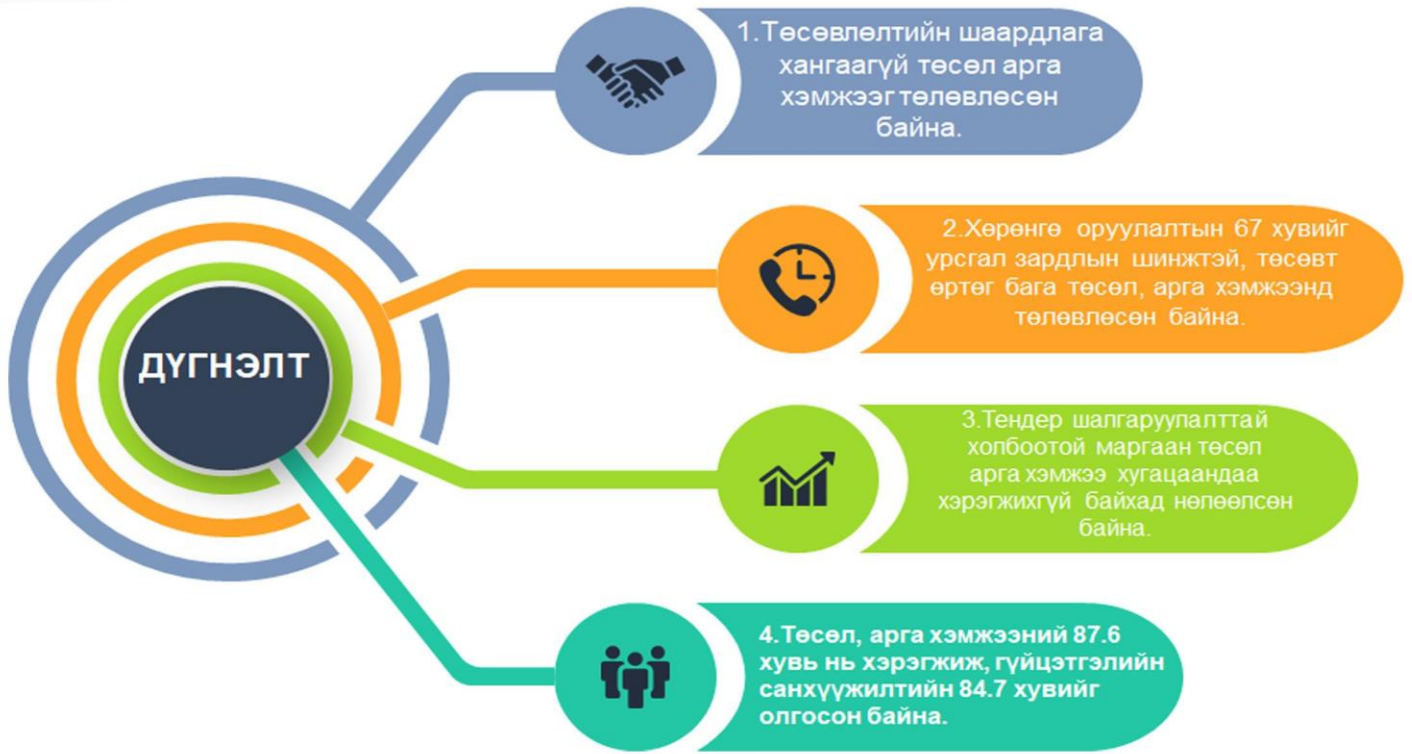 1.Төсөвлөлтийн шаардлага
хангаагүй төсөл арга
хэмжээг төлөвлөсөн
байна.
2.Хөрөнгө оруулалтын 67 хувийг
урсгал зардлын шинжтэй, төсөвт
өртөг бага төсөл, арга хэмжээнд
төлөвлөсөн байна.
ДҮГНЭЛТ
3.Тендер шалгаруулалттай
холбоотой маргаан төсөл
арга хэмжээ хугацаандаа
хэрэгжихгүй байхад нөлөөлсөн
байна.
4.Төсөл, арга хэмжээний 87.6
хувь нь хэрэгжиж, гүйцэтгэлийн
санхүүжилтийн 84.7 хувийг
олгосон байна.